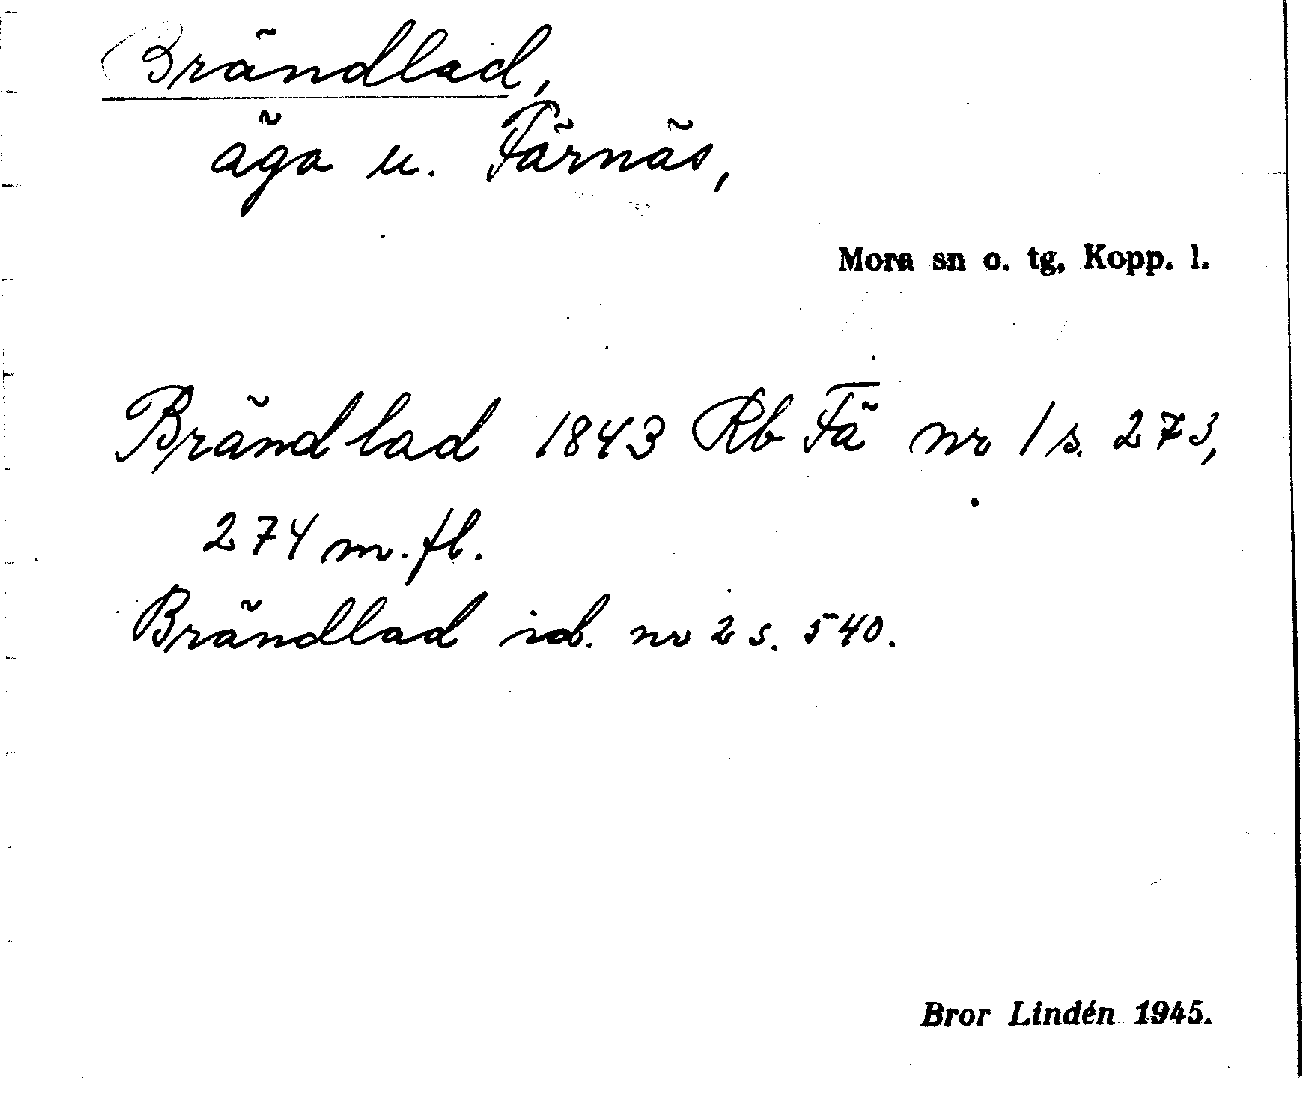 Brändlad,
äga u. Färnäs,
Mora sn o. tg, Kopp. l.
Brändlad 1843 Rb Fä nr 1 s. 273,
274 m. fl.
Brändlad ib. nr 2 s. 540.
Bror Lindén 1945.